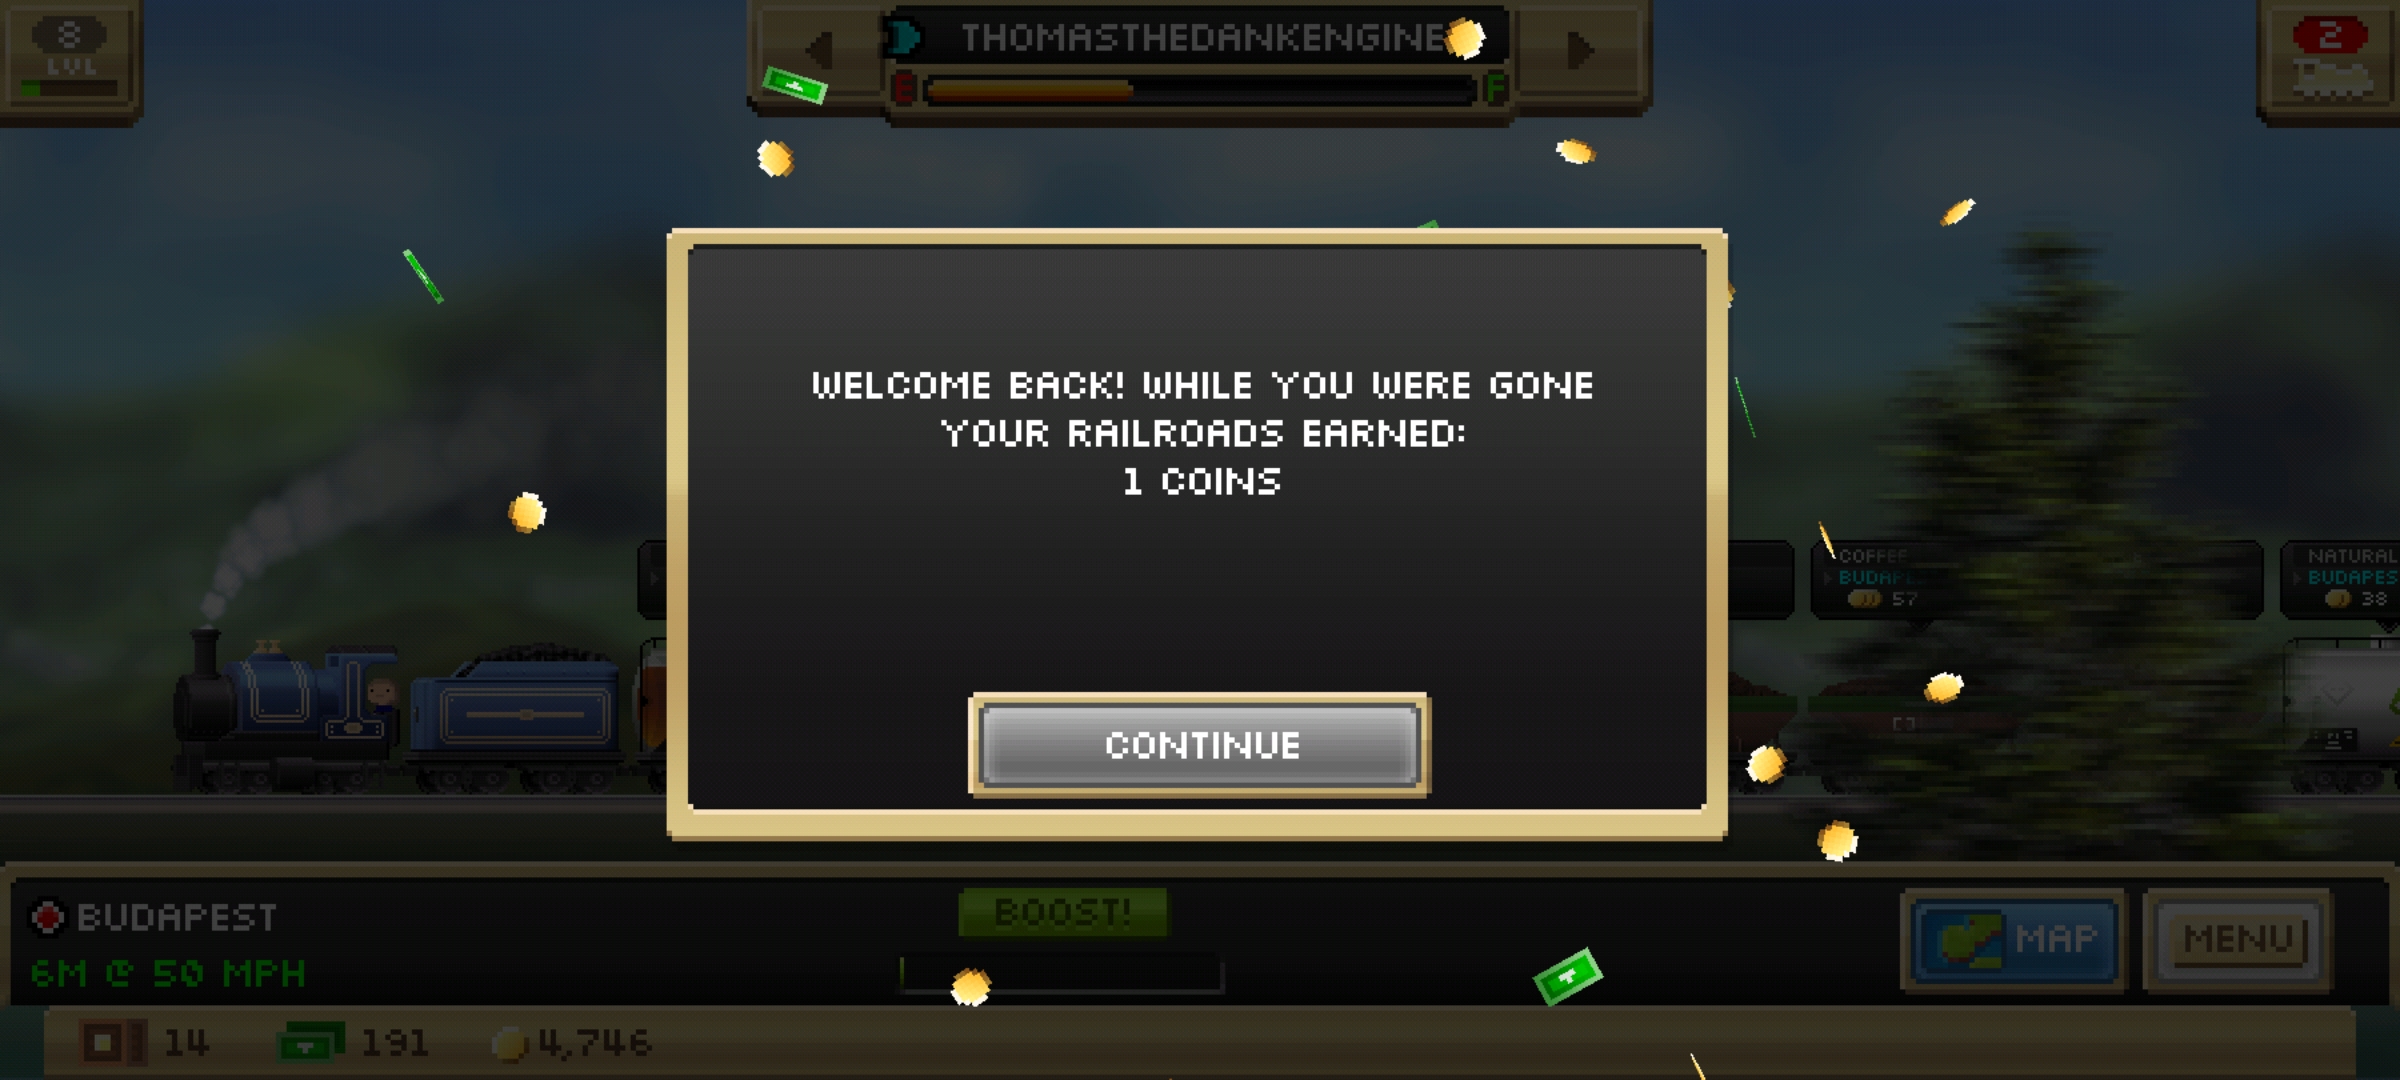 8
LVL
THOMASTHEDANKENGINE
E
F
2
WELCOME BACK! WHILE YOU WERE GONE
YOUR RAILROADS EARNED:
1 COINS
CONTINUE
COFFEE
57
NATURAL
BUDAPES
38
BUDAPEST
6M @ 50 MPH
BOOST!
MAP
MENU
14
191
4,746